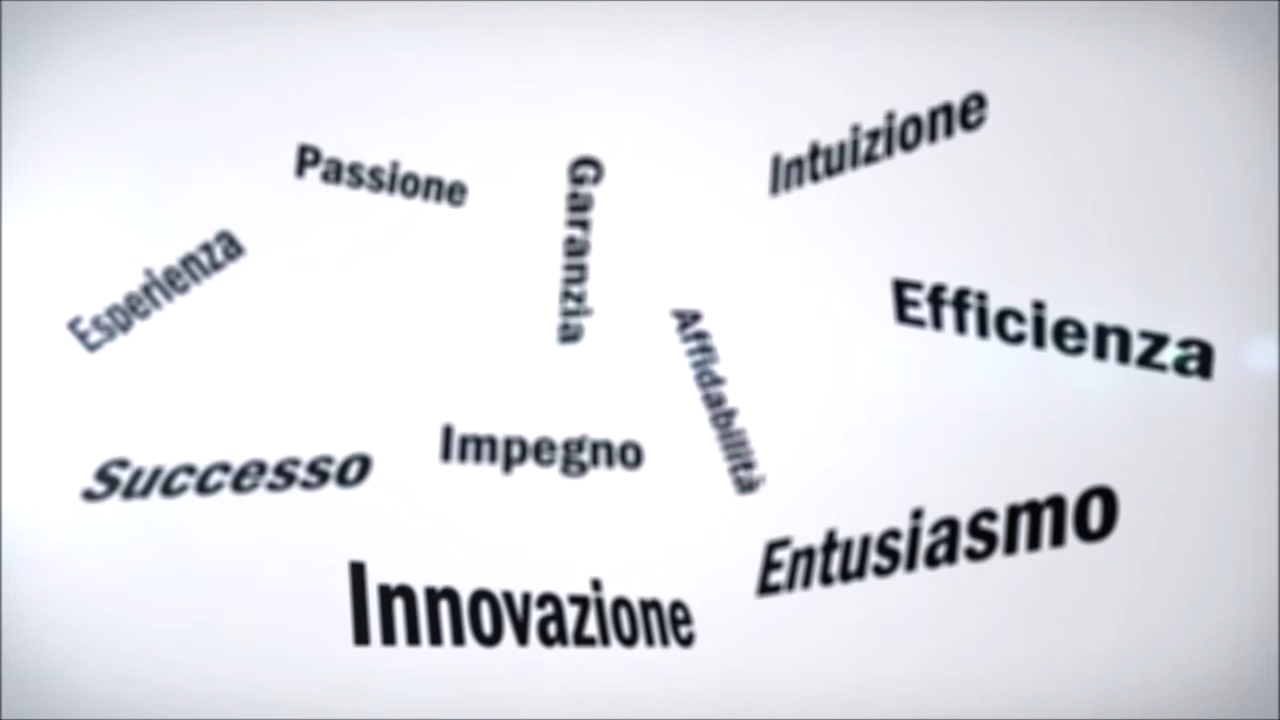 Intuizione
Passione
Garanzia
Esperienza
Efficienza
Affidabilità
Impegno
Successo
Entusiasmo
Innovazione